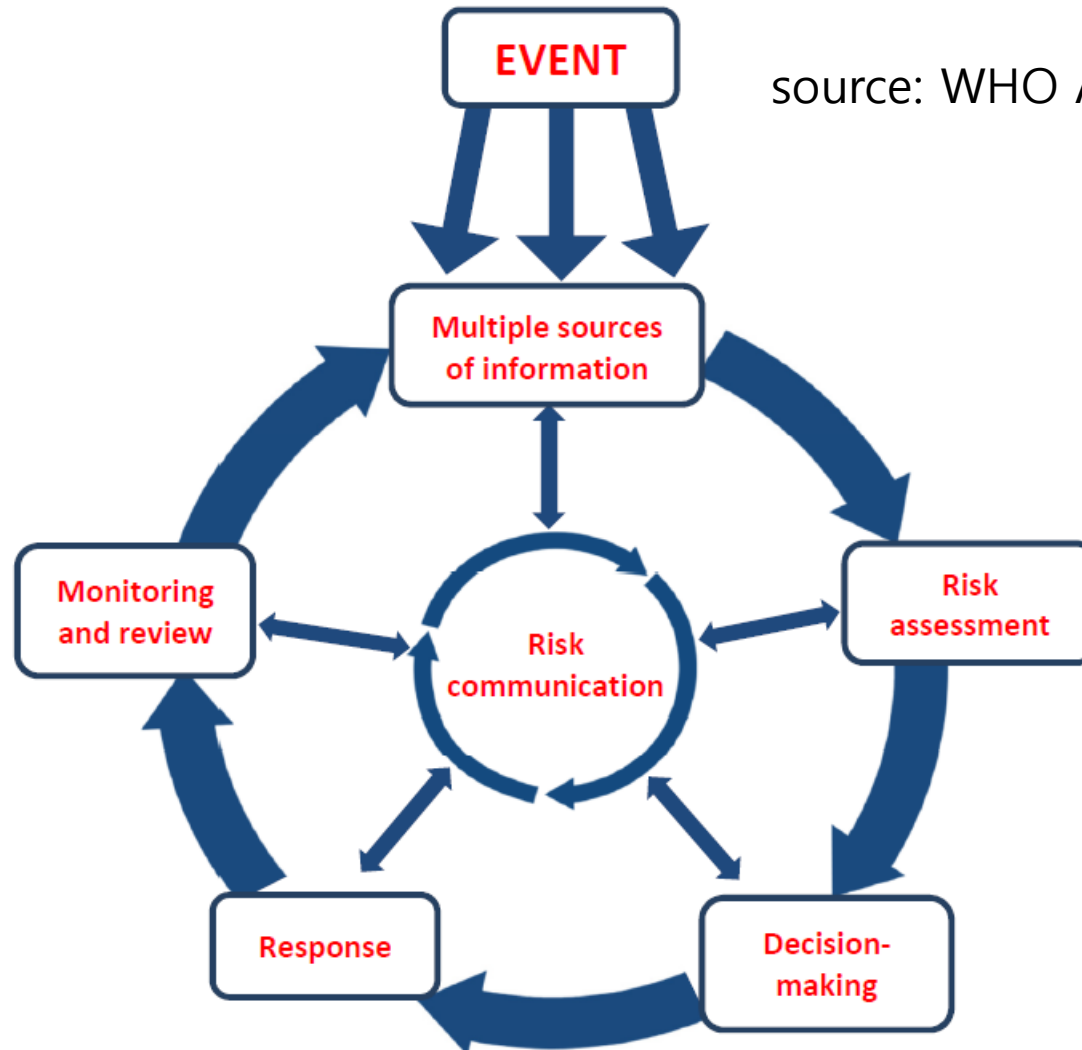 EVENT
source: WHO A
Multiple sources
of information
Monitoring
and review
Risk
assessment
Risk
communication
Response
Decision-
making